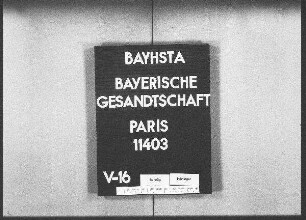 BAYHSTA
BAYERISCHE
GESANDTSCHAFT
PARIS
11403
V-16